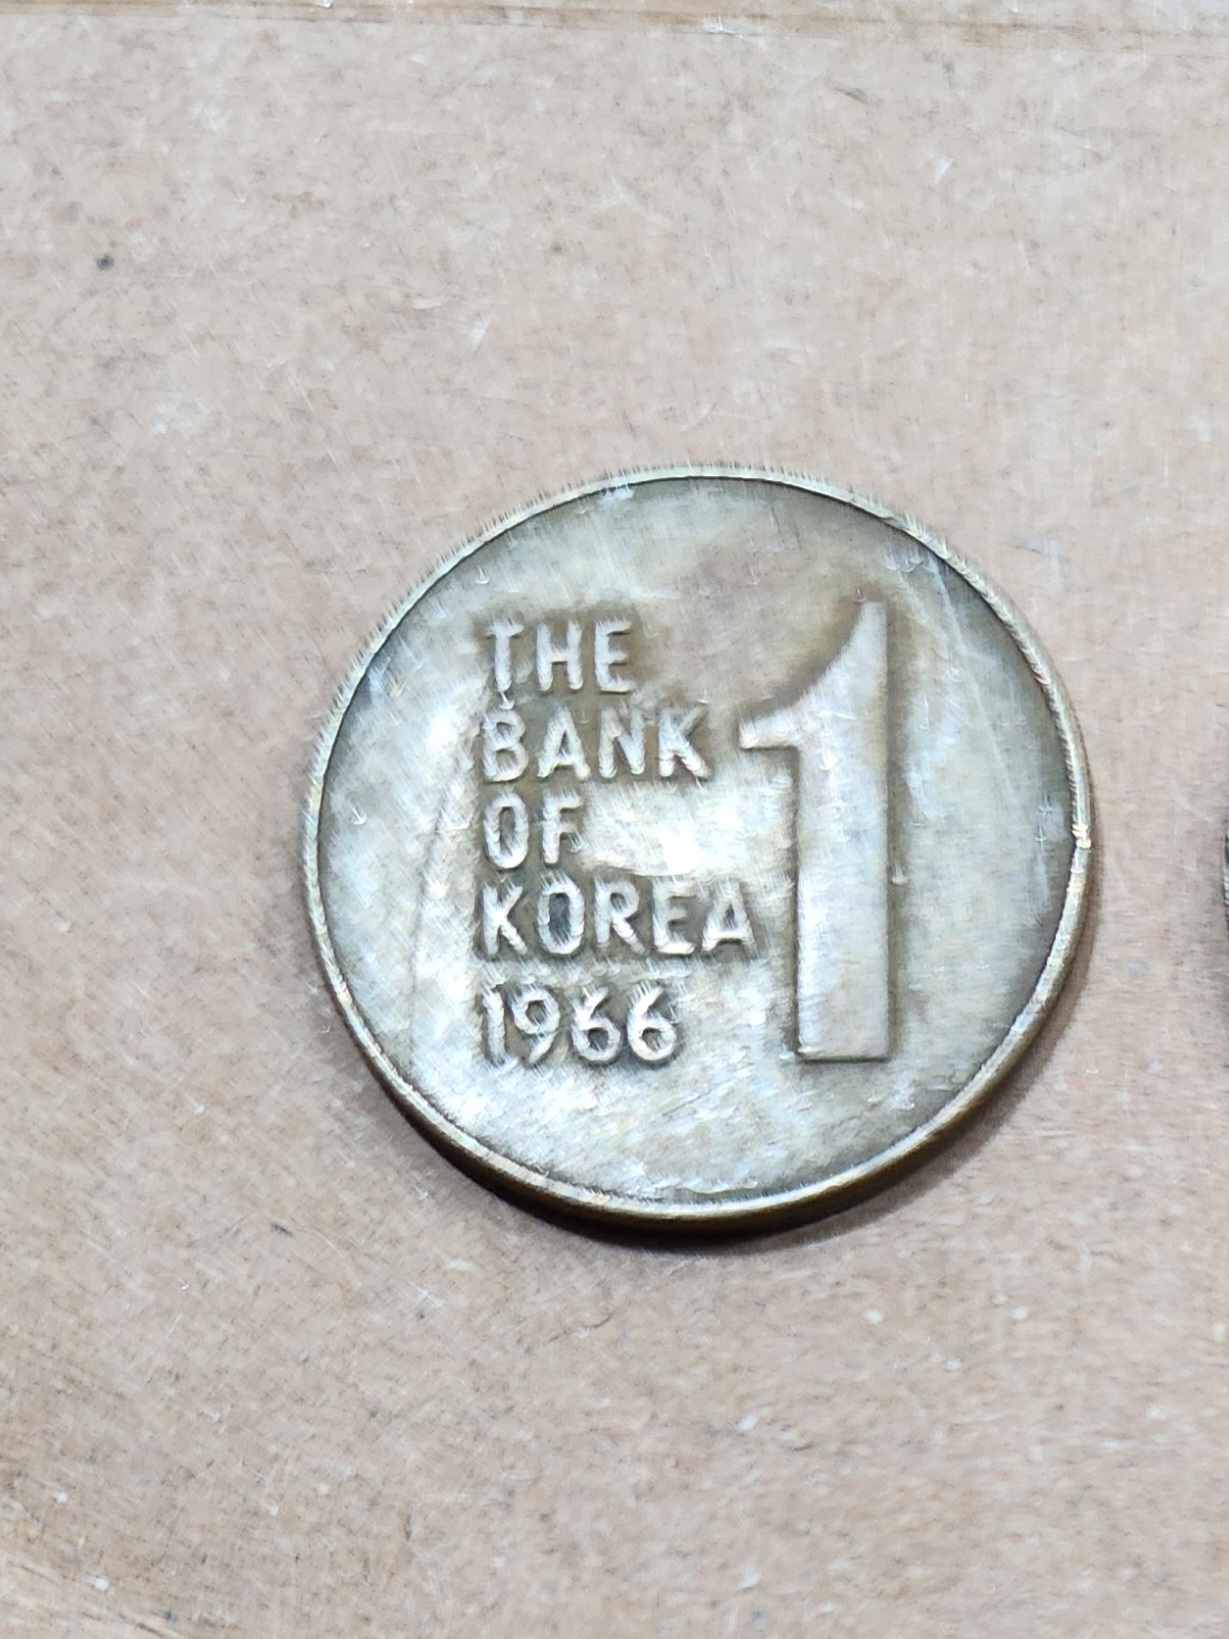 THE
BANK
OF
KOREA
1966
1